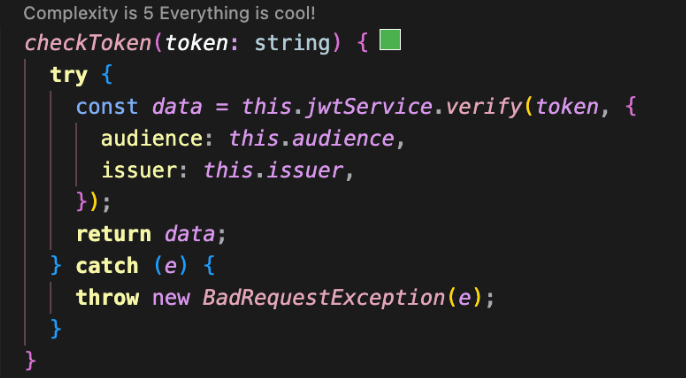 Complexity is 5 Everything is cool!
checkToken(token: string) {
try {
const data = this.jwtService.verify(token, {
audience: this.audience,
issuer: this.issuer,
});
return data;
} catch (e) {
throw new BadRequestException(e);
}
}